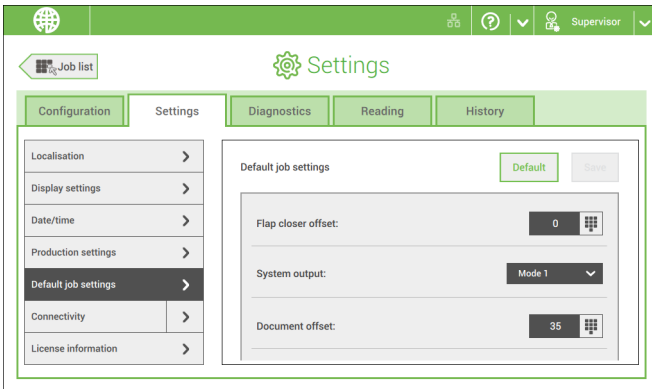 Supervisor
Job list
Settings
Configuration
Settings
Diagnostics
Reading
History
Localisation
Display settings
Date/time
Production settings
Default job settings
Connectivity
License information
Default job settings
Default
Save
Flap closer offset:
0
System output:
Mode 1
Document offset:
35